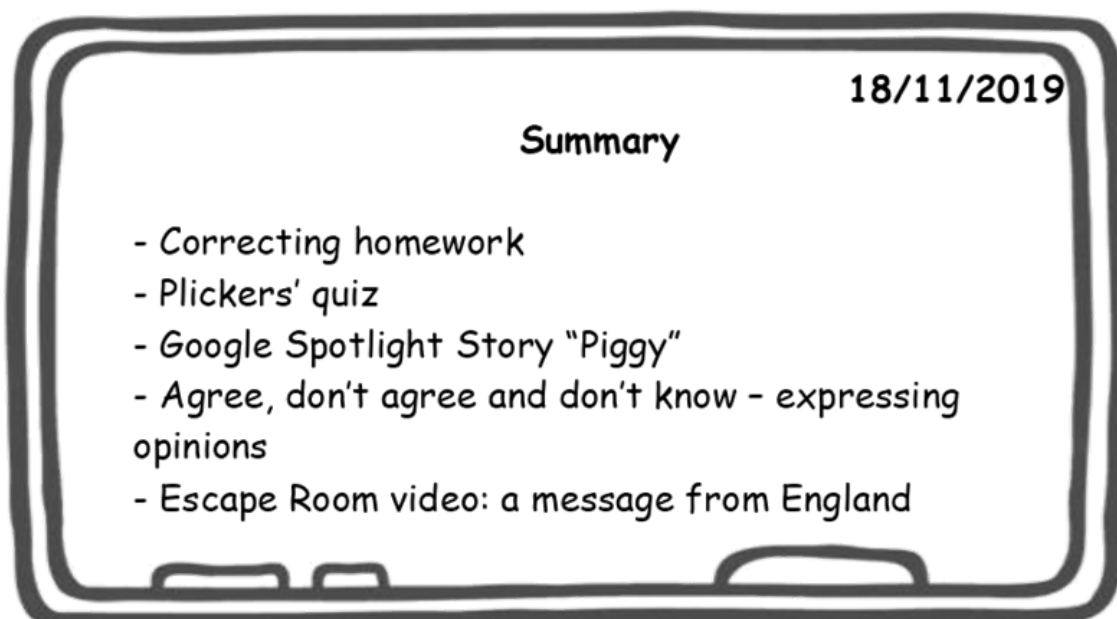 18/11/2019
Summary
- Correcting homework
- Plickers’ quiz
- Google Spotlight Story “Piggy”
- Agree, don’t agree and don’t know – expressing
opinions
- Escape Room video: a message from England